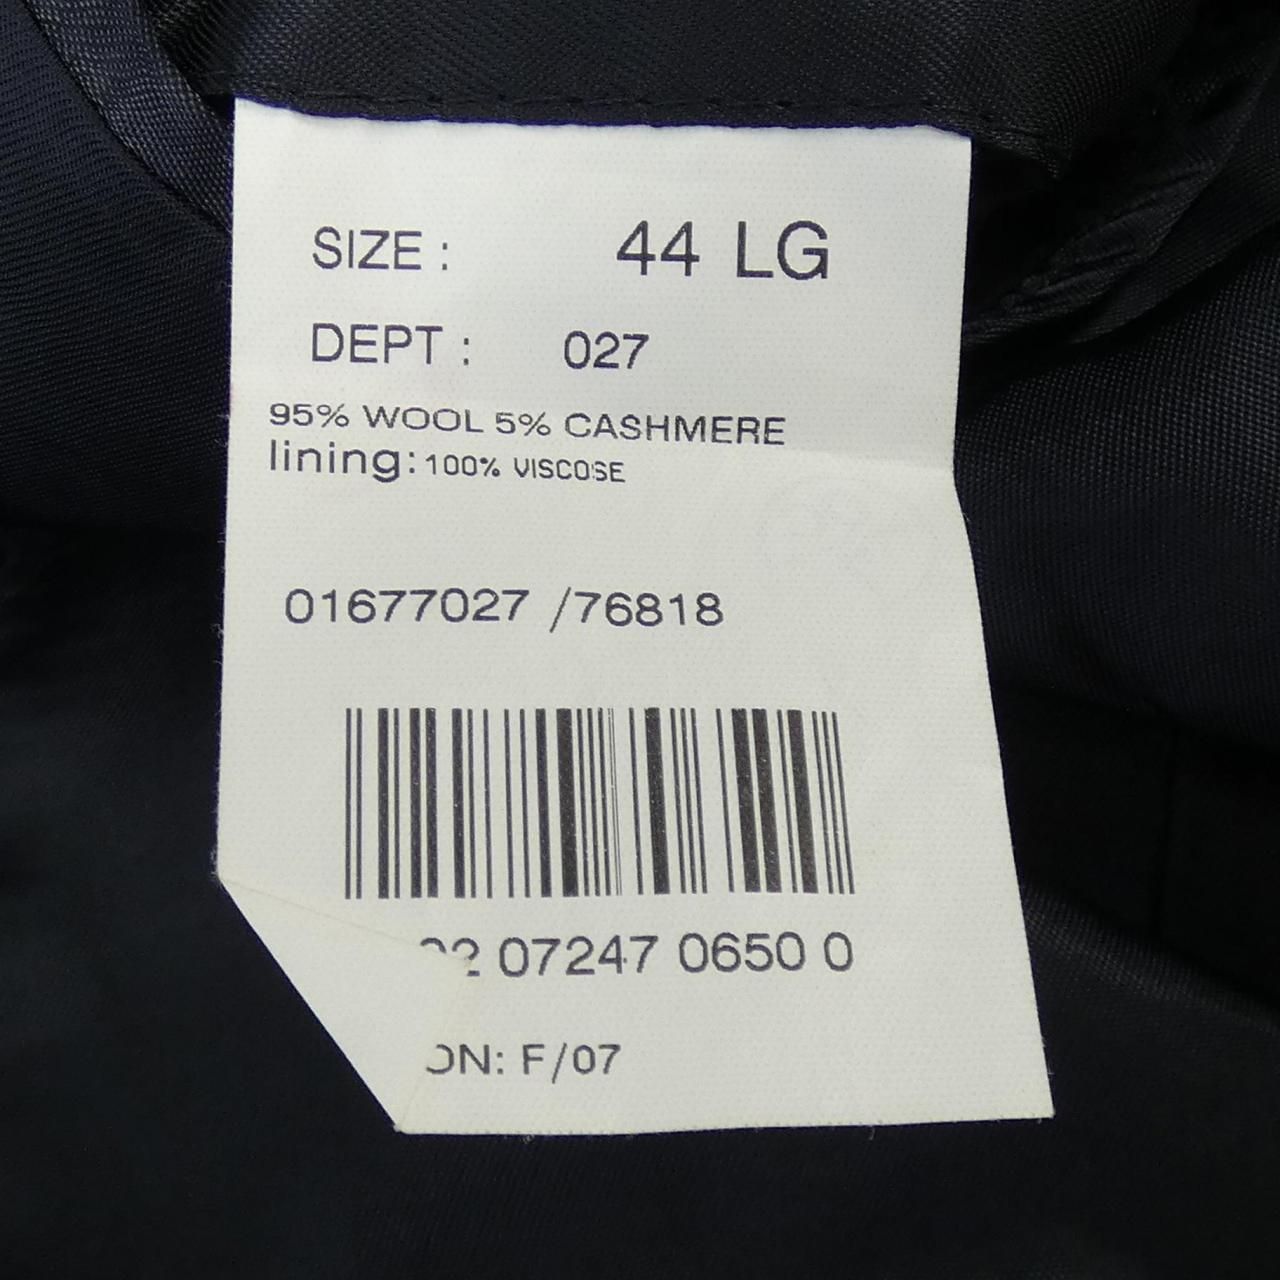 SIZE : 44 LG
DEPT : 027
95% WOOL 5% CASHMERE
lining: 100% VISCOSE
01677027 /76818
07247 0650 0
F/07